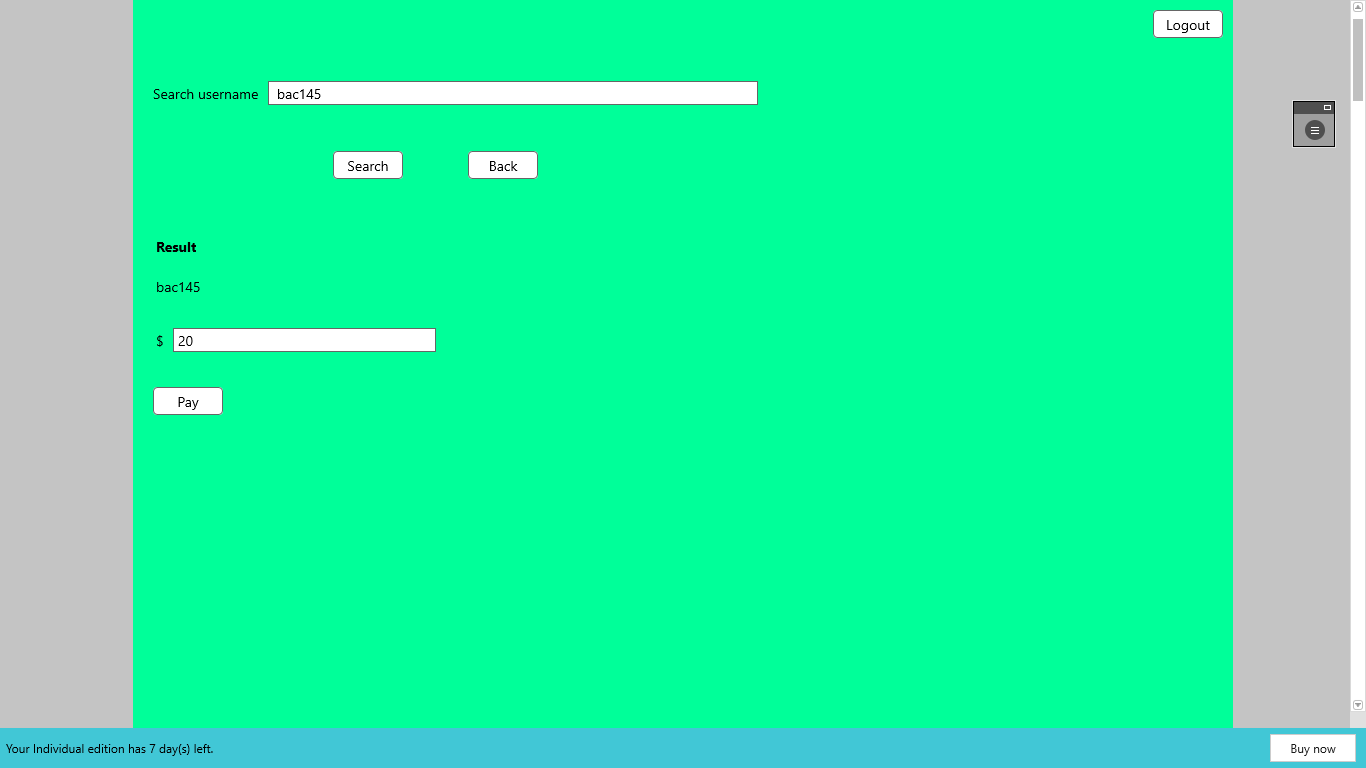 Logout
Search username bac145
Search Back
Result
bac145
$ 20
Pay
Your Individual edition has 7 day(s) left. Buy now